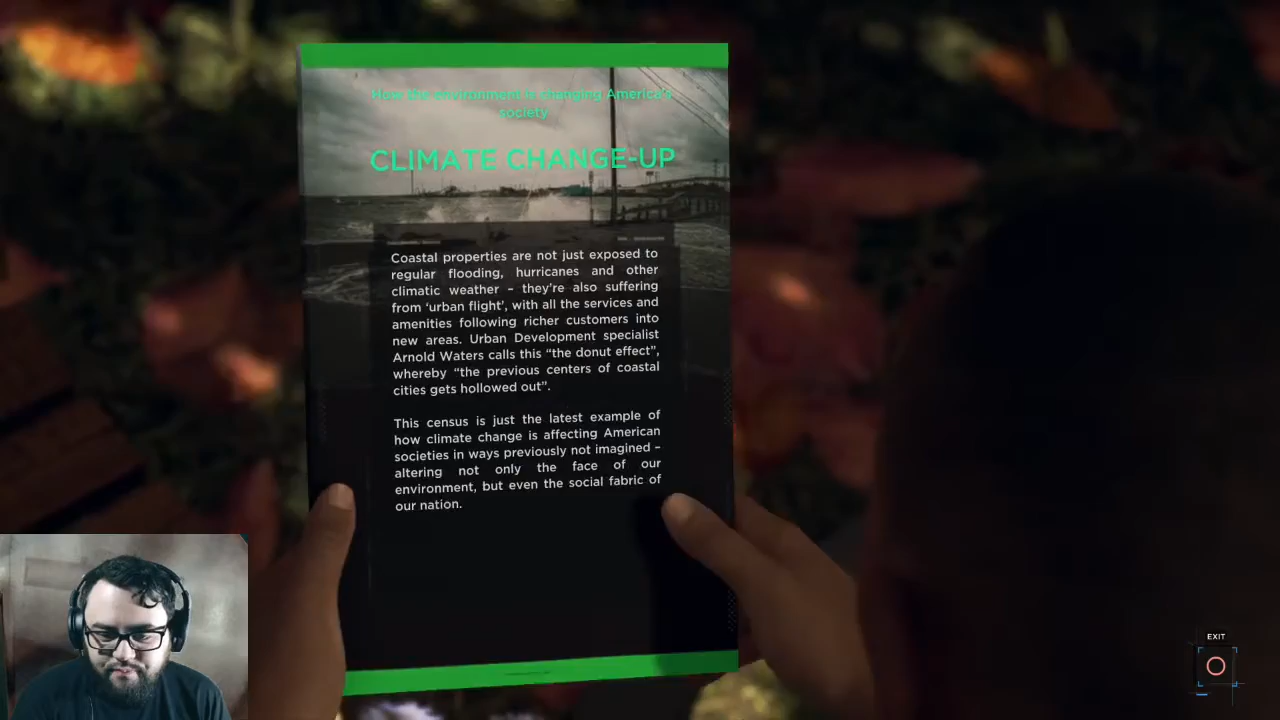 How the environment is changing America's
society
CLIMATE CHANGE-UP
Coastal properties are not just exposed to
regular flooding, hurricanes and other
climatic weather – they're also suffering
from 'urban flight', with all the services and
amenities following richer customers into
new areas. Urban Development specialist
Arnold Waters calls this “the donut effect”,
whereby “the previous centers of coastal
cities gets hollowed out”.
This census is just the latest example of
how climate change is affecting American
societies in ways previously not imagined –
altering not only the face of our
environment, but even the social fabric of
our nation.
EXIT